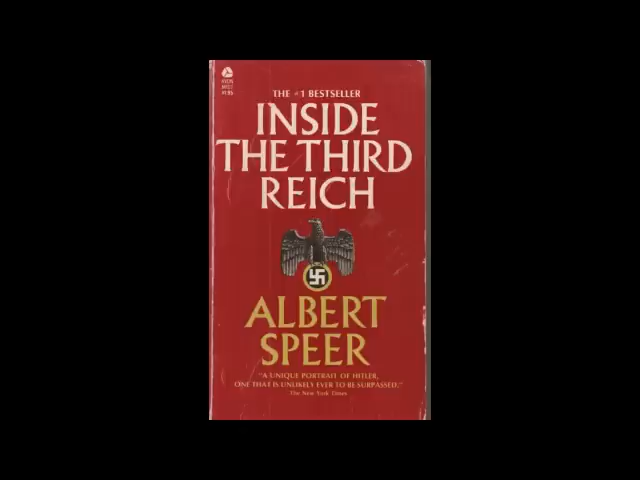 AVON
THE #1 BESTSELLER
INSIDE
THE THIRD
REICH
ALBERT
SPEER
"A UNIQUE PORTRAIT OF HITLER,
ONE THAT IS UNLIKELY EVER TO BE SURPASSED."
The New York Times